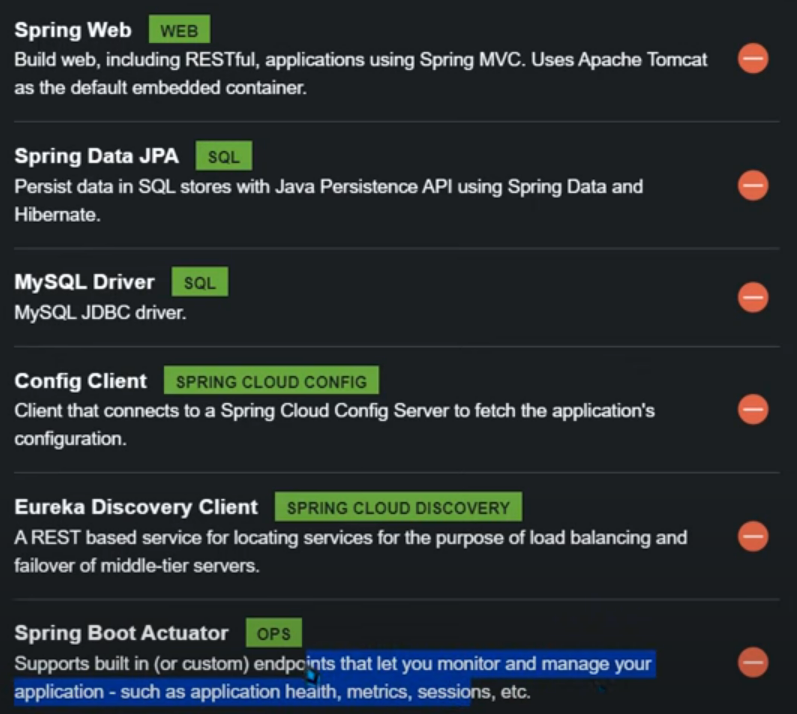 Spring Web WEB
Build web, including RESTful, applications using Spring MVC. Uses Apache Tomcat
as the default embedded container.
Spring Data JPA SQL
Persist data in SQL stores with Java Persistence API using Spring Data and
Hibernate.
MySQL Driver SQL
MySQL JDBC driver.
Config Client SPRING CLOUD CONFIG
Client that connects to a Spring Cloud Config Server to fetch the application's
configuration.
Eureka Discovery Client SPRING CLOUD DISCOVERY
A REST based service for locating services for the purpose of load balancing and
failover of middle-tier servers.
Spring Boot Actuator OPS
Supports built in (or custom) endpoints that let you monitor and manage your
application - such as application health, metrics, sessions, etc.